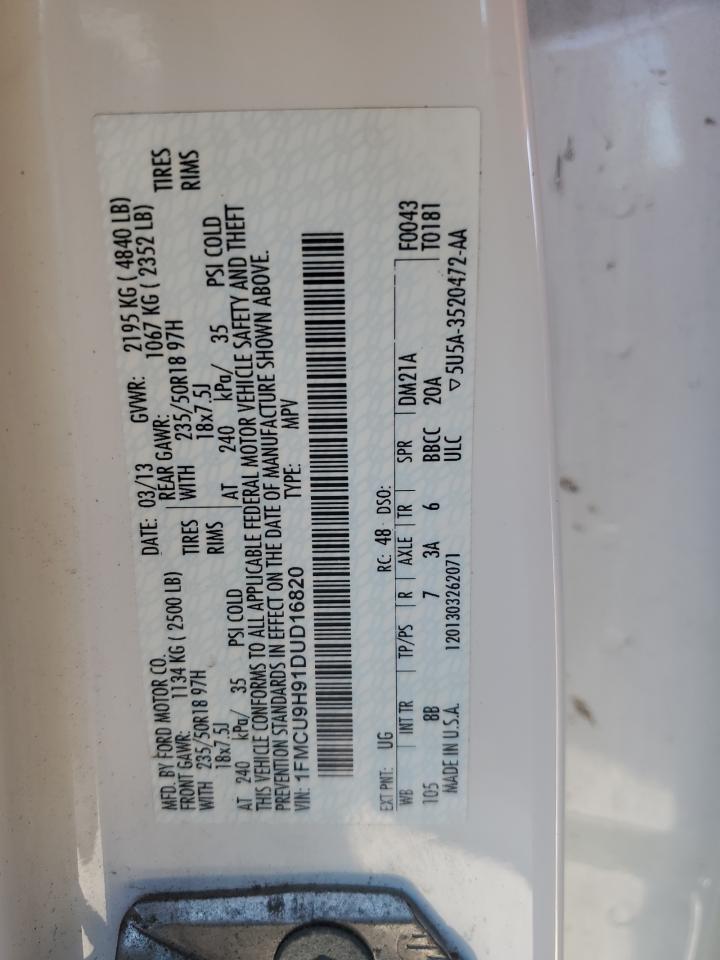 MFD. BY FORD MOTOR CO. DATE: 03/13 GVWR: 2195 KG ( 4840 LB)
FRONT GAWR: 1134 KG ( 2500 LB) REAR GAWR: 1067 KG ( 2352 LB)
WITH 235/50R18 97H TIRES WITH 235/50R18 97H TIRES
18x7.5J RIMS 18x7.5J RIMS
AT 240 kPa/ 35 PSI COLD AT 240 kPa/ 35 PSI COLD
THIS VEHICLE CONFORMS TO ALL APPLICABLE FEDERAL MOTOR VEHICLE SAFETY AND THEFT
PREVENTION STANDARDS IN EFFECT ON THE DATE OF MANUFACTURE SHOWN ABOVE.
VIN: 1FMCU9H91DUD16820 TYPE: MPV
EXT PNT: UG RC: 48 DSO:
WB INT TR TP/PS R AXLE TR SPR DM21A F0043
105 8B 7 3A 6 BBCC 20A T0181
MADE IN U.S.A. 1201303262071 ULC ▽5U5A-3520472-AA